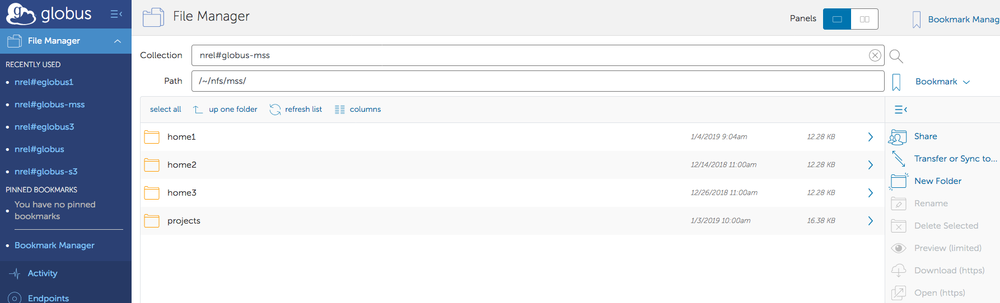 globus
File Manager
RECENTLY USED
nrel#eglobus1
nrel#globus-mss
nrel#eglobus3
nrel#globus
nrel#globus-s3
PINNED BOOKMARKS
You have no pinned
bookmarks
Bookmark Manager
Activity
Endpoints
File Manager
Panels
Bookmark Manag
Collection nrel#globus-mss
Path /~/nfs/mss/
Bookmark
select all up one folder refresh list columns
home1 1/4/2019 9:04am 12.28 KB
home2 12/14/2018 11:00am 12.28 KB
home3 12/26/2018 11:00am 12.28 KB
projects 1/3/2019 10:00am 16.38 KB
Share
Transfer or Sync to...
New Folder
Rename
Delete Selected
Preview (limited)
Download (https)
Open (https)